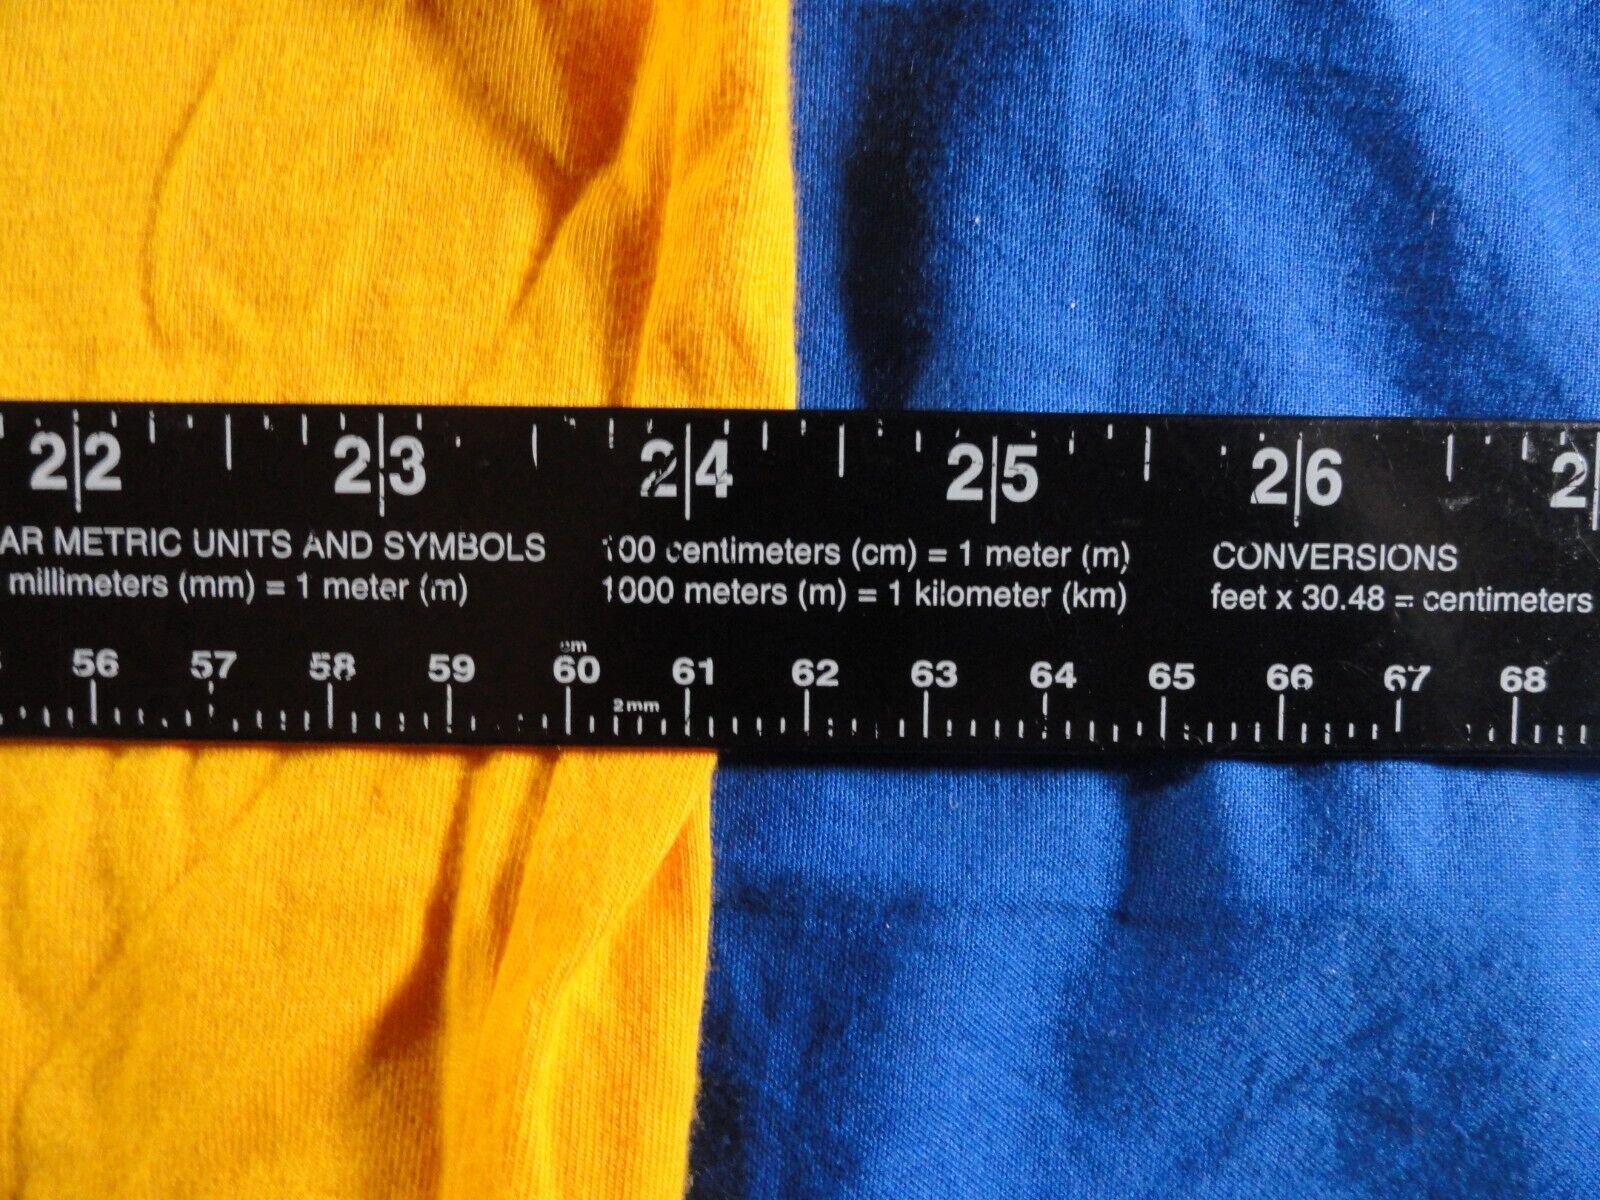 22 23 24 25 26 2
AR METRIC UNITS AND SYMBOLS
millimeters (mm) = 1 meter (m)
100 centimeters (cm) = 1 meter (m)
1000 meters (m) = 1 kilometer (km)
CONVERSIONS
feet x 30.48 = centimeters
cm
56 57 58 59 60 61 62 63 64 65 66 67 68
2mm